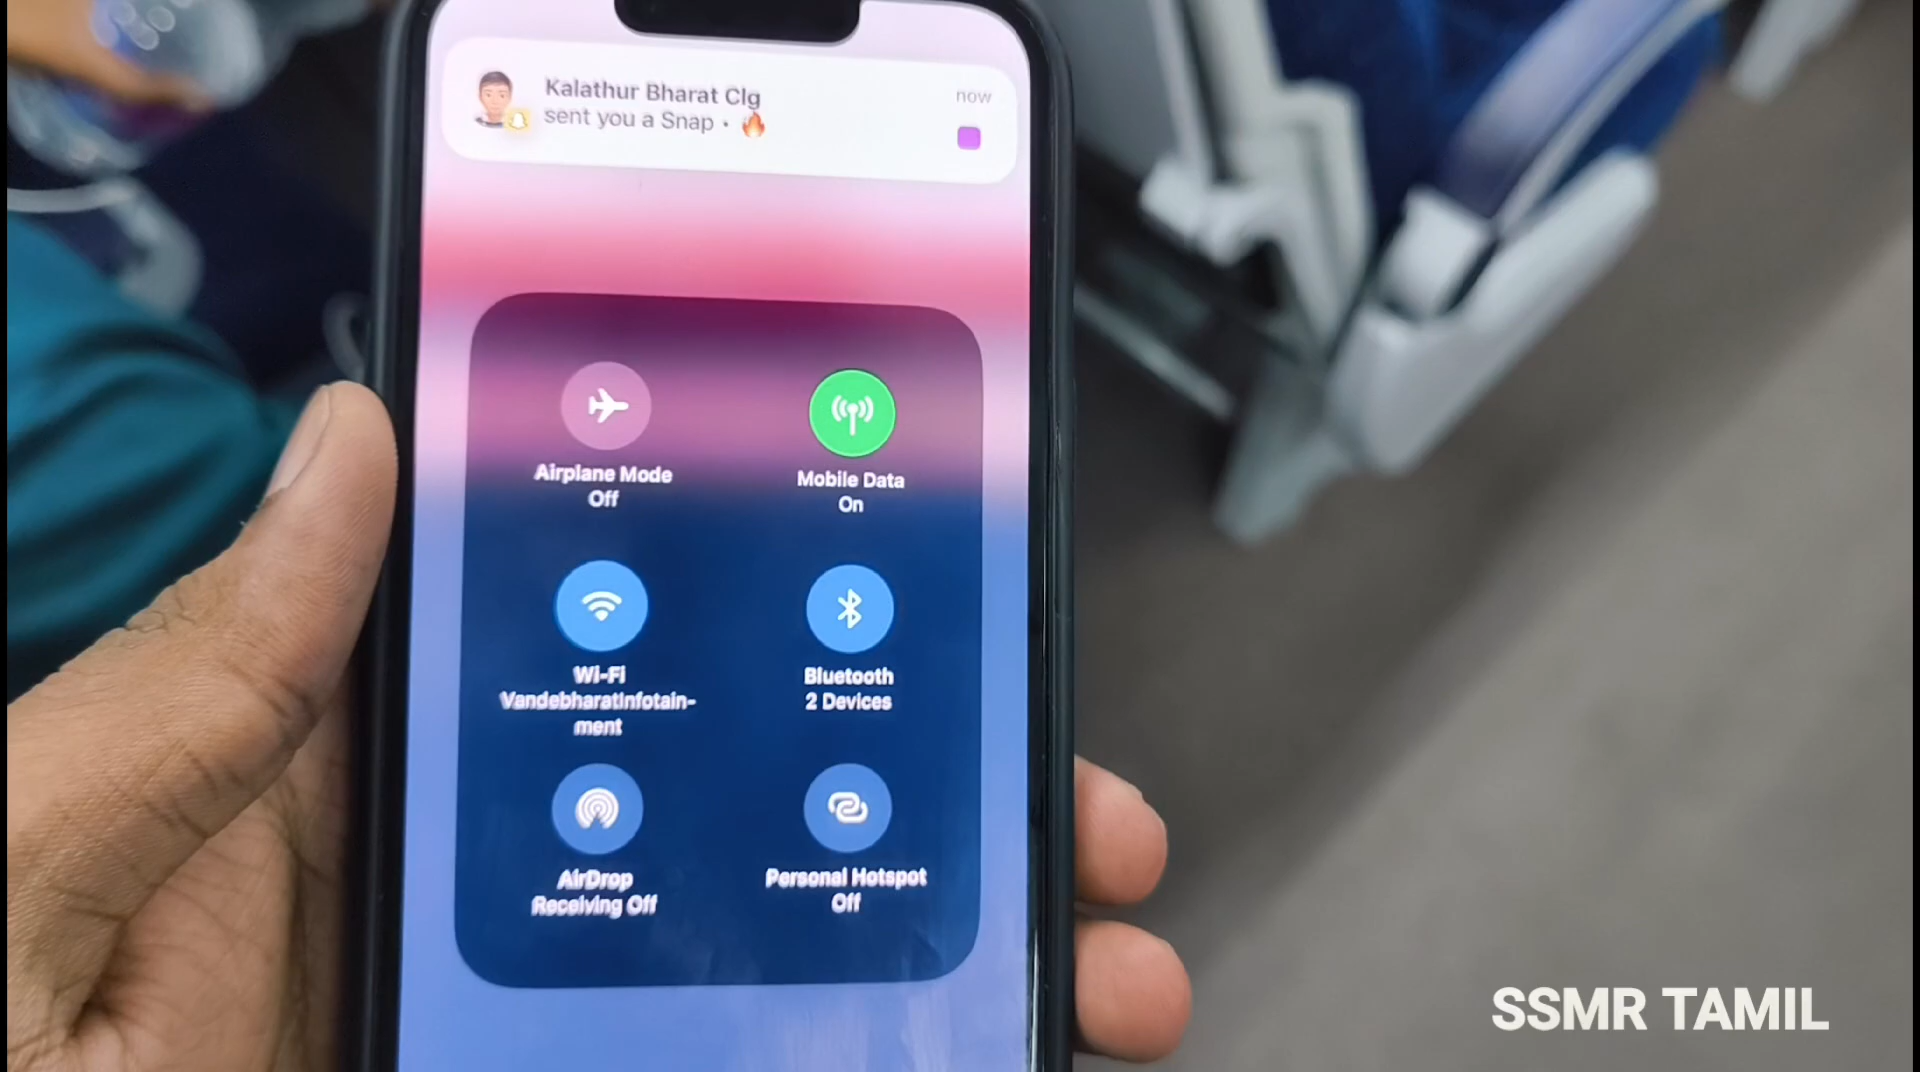 Kalathur Bharat Clg
now
sent you a Snap · 🔥
Airplane Mode
Off
Mobile Data
On
Wi-Fi
VandebharatInfotain-
ment
Bluetooth
2 Devices
AirDrop
Receiving Off
Personal Hotspot
Off
SSMR TAMIL